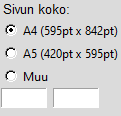 Sivun koko:
A4 (595pt x 842pt)
A5 (420pt x 595pt)
Muu